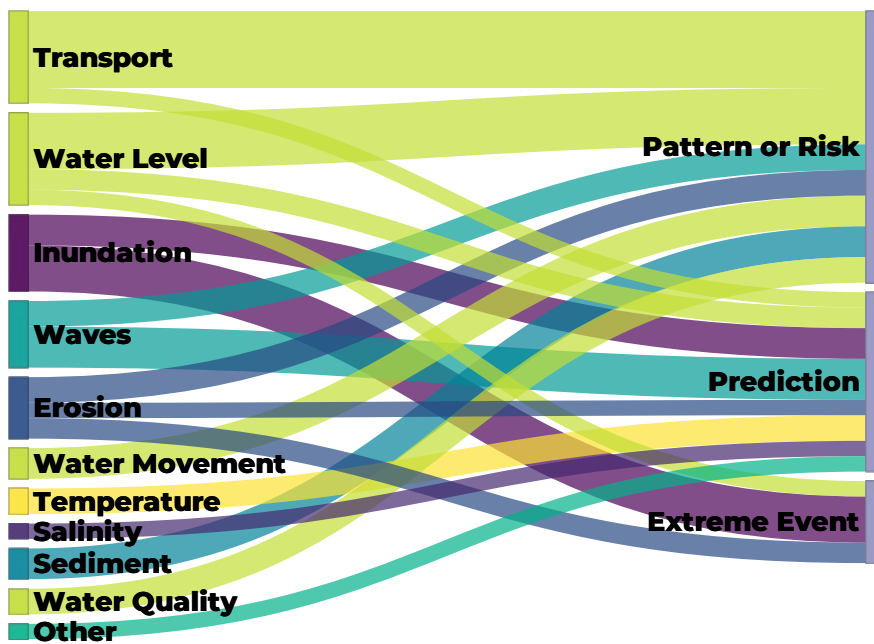 Transport
Water Level
Inundation
Waves
Erosion
Water Movement
Temperature
Salinity
Sediment
Water Quality
Other
Pattern or Risk
Prediction
Extreme Event